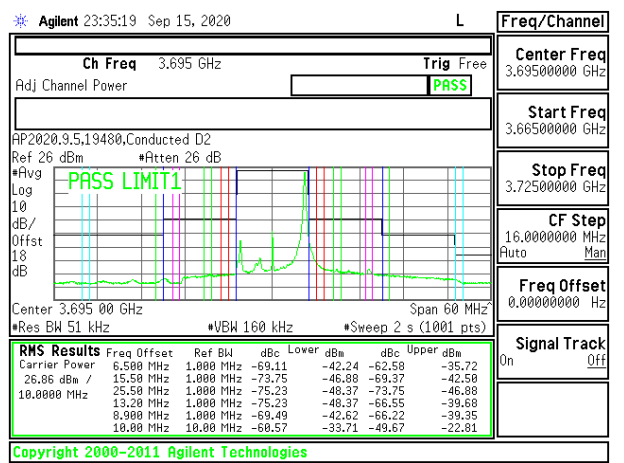 Agilent 23:35:19 Sep 15, 2020 L Freq/Channel
Ch Freq 3.695 GHz Trig Free
Adj Channel Power PASS
Center Freq
3.69500000 GHz
Start Freq
3.66500000 GHz
Stop Freq
3.72500000 GHz
CF Step
16.0000000 MHz
Auto Man
Freq Offset
0.00000000 Hz
Signal Track
On Off
AP2020.9.5,19480,Conducted D2
Ref 26 dBm #Atten 26 dB
#Avg
Log
10
dB/
Offst
18
dB
PASS LIMIT1
Center 3.695 00 GHz Span 60 MHz
#Res BW 51 kHz #VBW 160 kHz #Sweep 2 s (1001 pts)
RMS Results Freq Offset Ref BW dBc Lower dBm dBc Upper dBm
Carrier Power 6.500 MHz 1.000 MHz -69.11 -42.24 -62.58 -35.72
26.86 dBm / 15.50 MHz 1.000 MHz -73.75 -46.88 -69.37 -42.50
10.0000 MHz 25.50 MHz 1.000 MHz -75.23 -48.37 -73.75 -46.88
13.20 MHz 1.000 MHz -75.23 -48.37 -66.55 -39.68
8.900 MHz 1.000 MHz -69.49 -42.62 -66.22 -39.35
10.00 MHz 10.00 MHz -60.57 -33.71 -49.67 -22.81
Copyright 2000-2011 Agilent Technologies